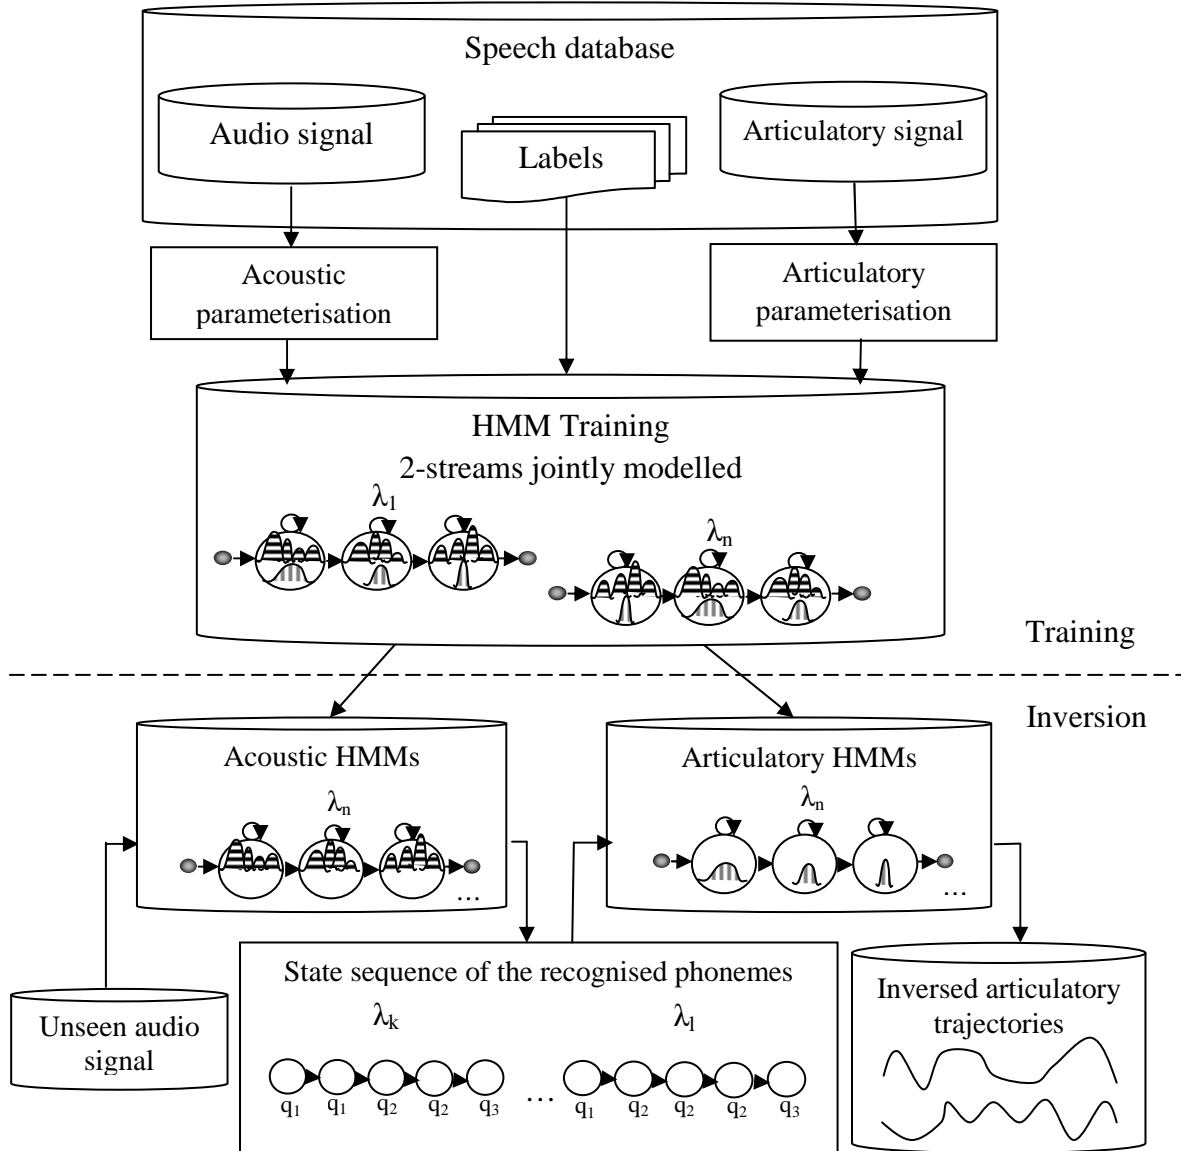 Speech database
Audio signal
Labels
Articulatory signal
Acoustic
parameterisation
Articulatory
parameterisation
HMM Training
2-streams jointly modelled
λ1
λn
Training
Inversion
Acoustic HMMs
λn
…
Articulatory HMMs
λn
…
Unseen audio
signal
State sequence of the recognised phonemes
λk λl
…
q1 q1 q2 q2 q3 q1 q2 q2 q2 q3
Inversed articulatory
trajectories